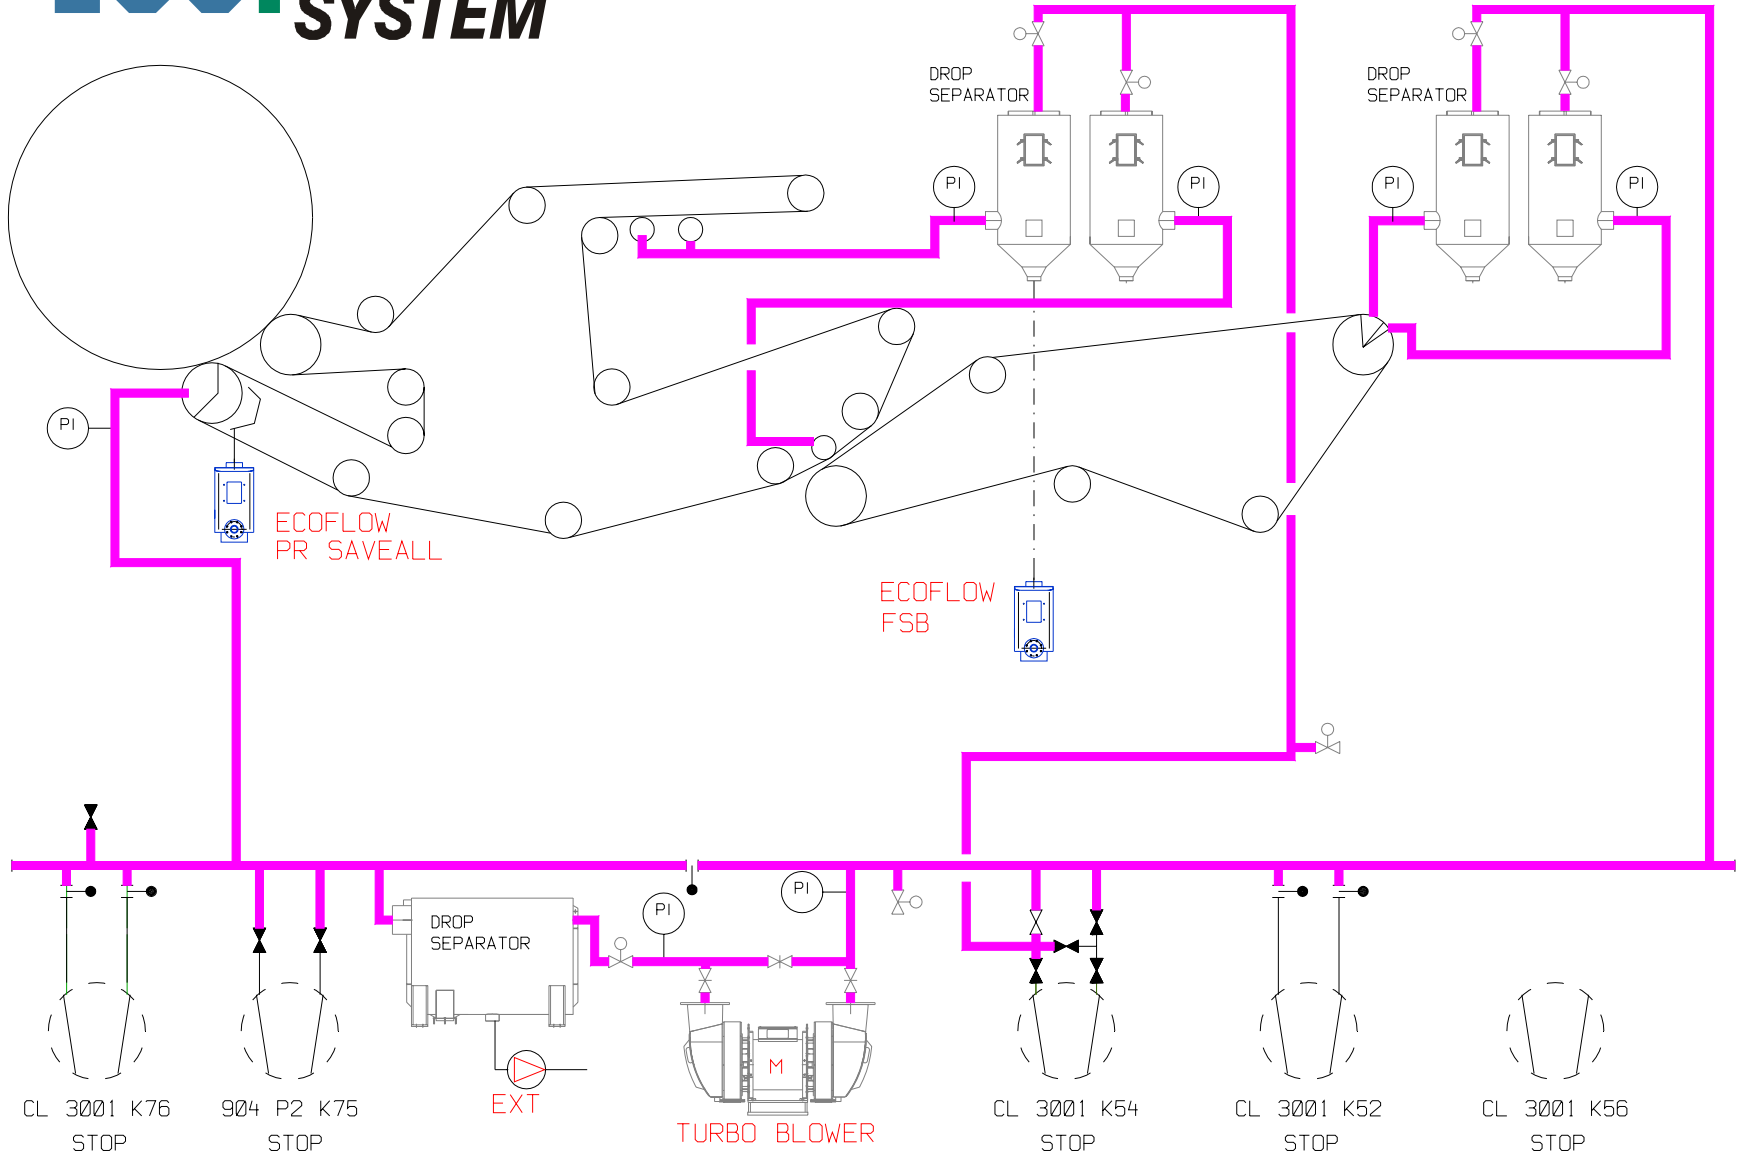 SYSTEM
DROP
SEPARATOR
DROP
SEPARATOR
PI
PI
PI
PI
PI
ECOFLOW
PR SAVEALL
ECOFLOW
FSB
PI
PI
DROP
SEPARATOR
M
EXT
TURBO BLOWER
CL 3001 K76
STOP
904 P2 K75
STOP
CL 3001 K54
STOP
CL 3001 K52
STOP
CL 3001 K56
STOP